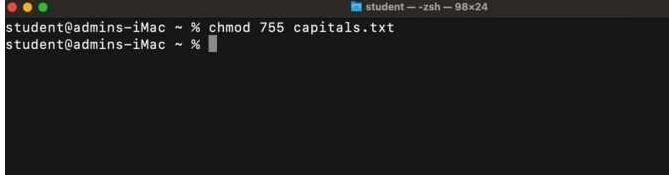 student — -zsh — 98×24
student@admins-iMac ~ % chmod 755 capitals.txt
student@admins-iMac ~ %